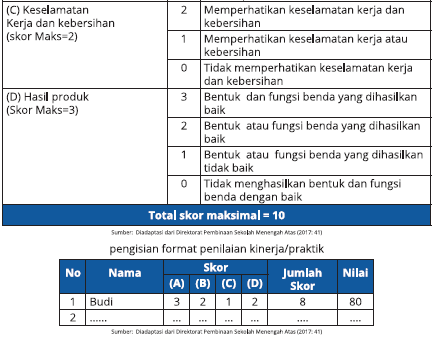 (C) Keselamatan
Kerja dan kebersihan
(skor Maks=2)
2 Memperhatikan keselamatan kerja dan
kebersihan
1 Memperhatikan keselamatan kerja atau
kebersihan
0 Tidak memperhatikan keselamatan kerja
dan kebersihan
(D) Hasil produk
(Skor Maks=3)
3 Bentuk dan fungsi benda yang dihasilkan
baik
2 Bentuk atau fungsi benda yang dihasilkan
baik
1 Bentuk atau fungsi benda yang dihasilkan
tidak baik
0 Tidak menghasilkan bentuk dan fungsi
benda dengan baik
Total skor maksimal = 10
Sumber: Diadaptasi dari Direktorat Pembinaan Sekolah Menengah Atas (2017: 41)
pengisian format penilaian kinerja/praktik
No Nama Skor Jumlah Skor Nilai
(A) (B) (C) (D)
1 Budi 3 2 1 2 8 80
2 ...... ... ... ... ... .... ....
Sumber: Diadaptasi dari Direktorat Pembinaan Sekolah Menengah Atas (2017: 41)